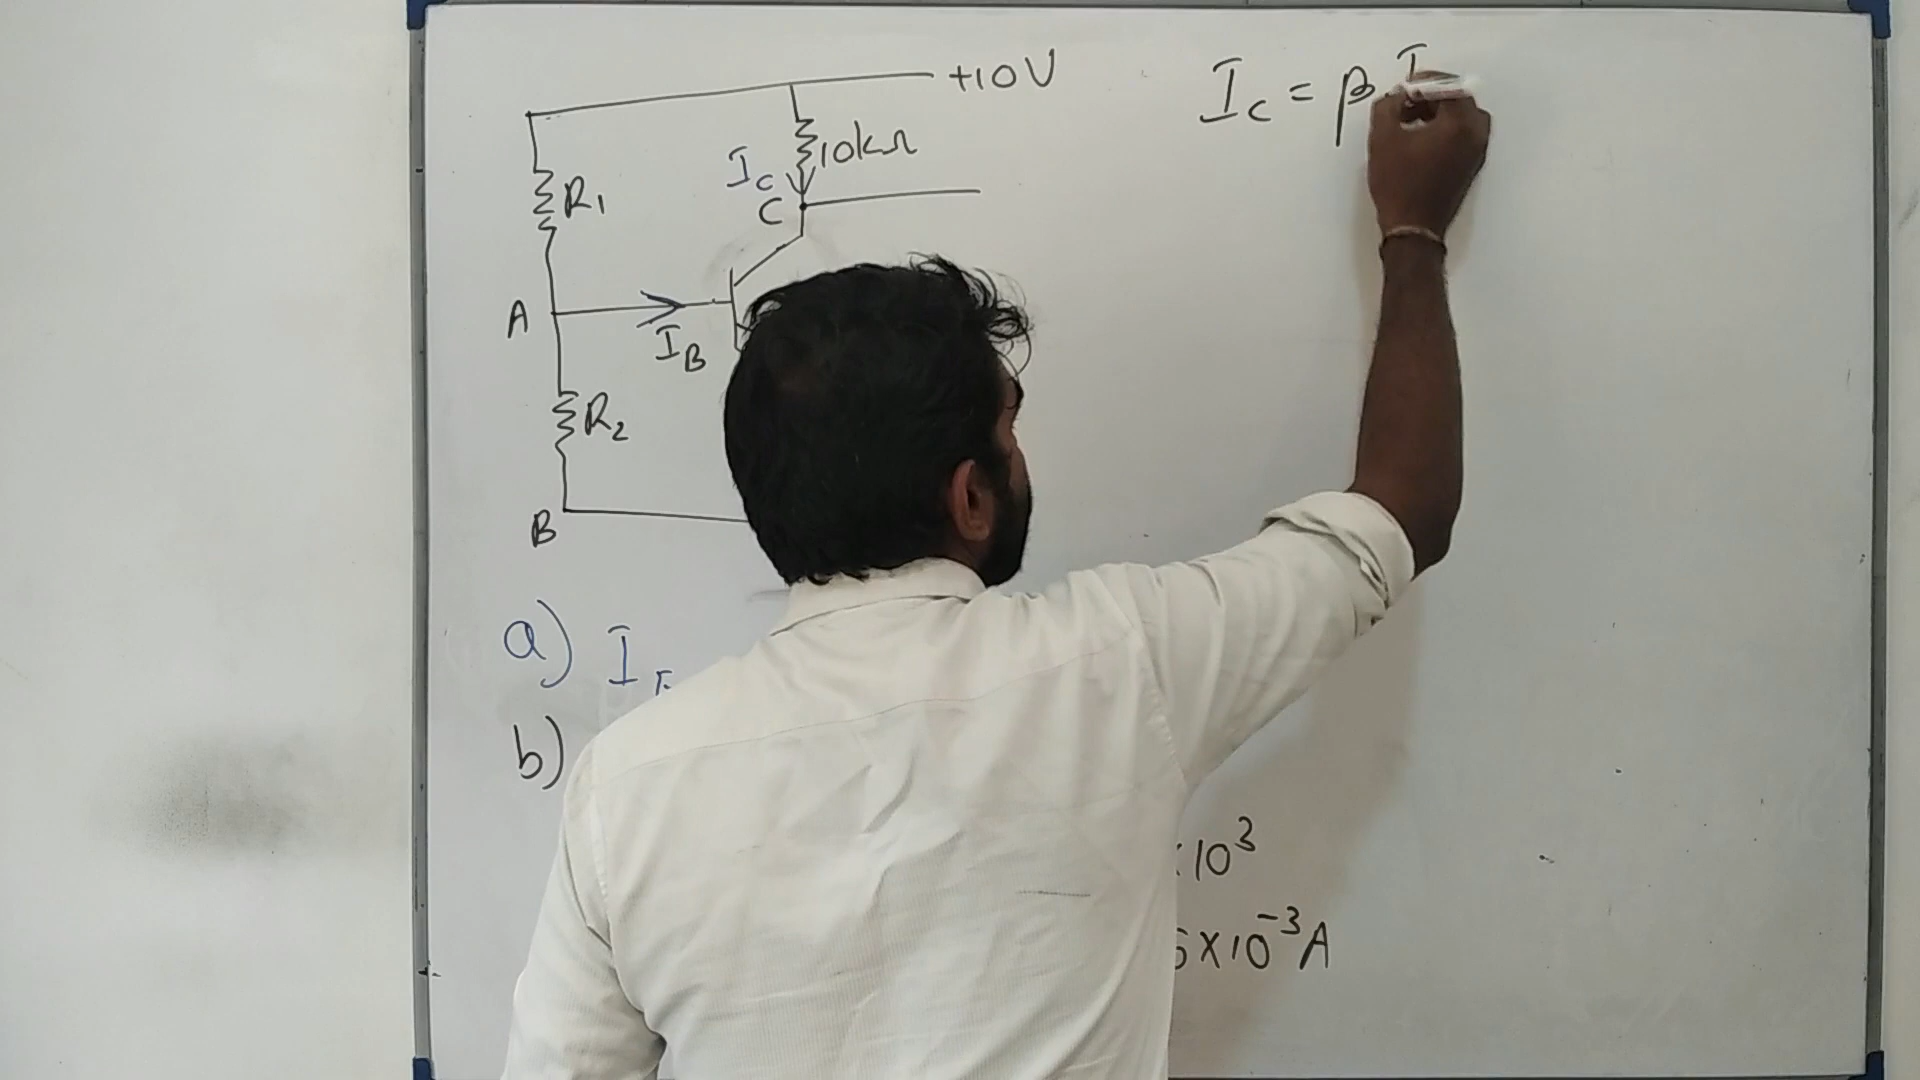 +10V
R₁
10kΩ
I_C
C
A
I_B
R₂
B
a) I
b)
×10³
×10⁻³A
I_C = β I